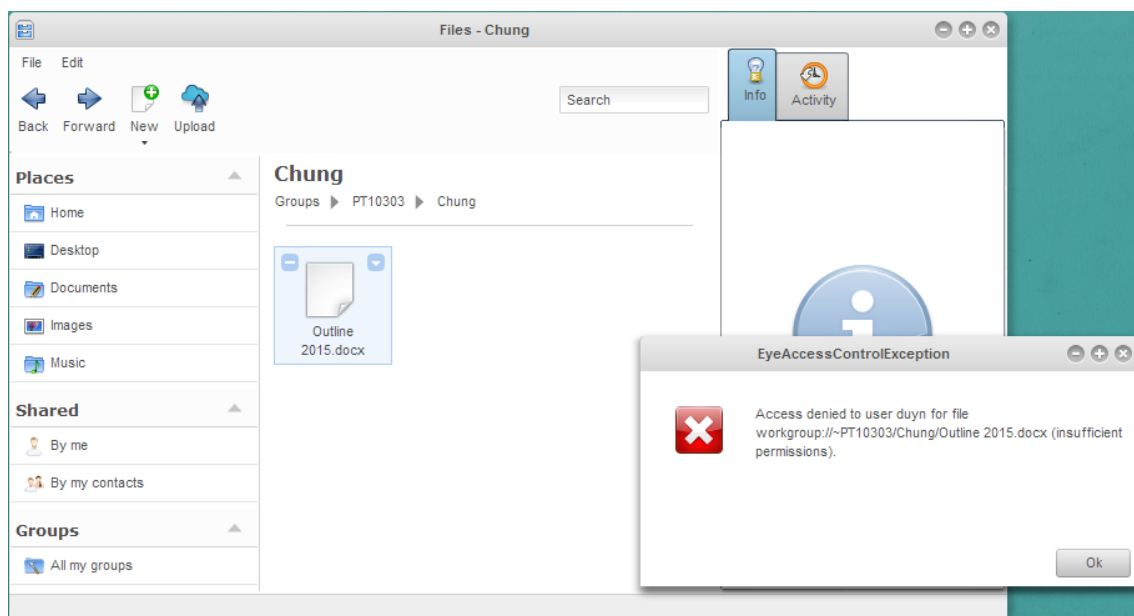 Files - Chung
File Edit
Back Forward New Upload
Search
Info
Activity
Places
Home
Desktop
Documents
Images
Music
Shared
By me
By my contacts
Groups
All my groups
Chung
Groups PT10303 Chung
Outline
2015.docx
EyeAccessControlException
Access denied to user duyn for file
workgroup://~PT10303/Chung/Outline 2015.docx (insufficient
permissions).
Ok